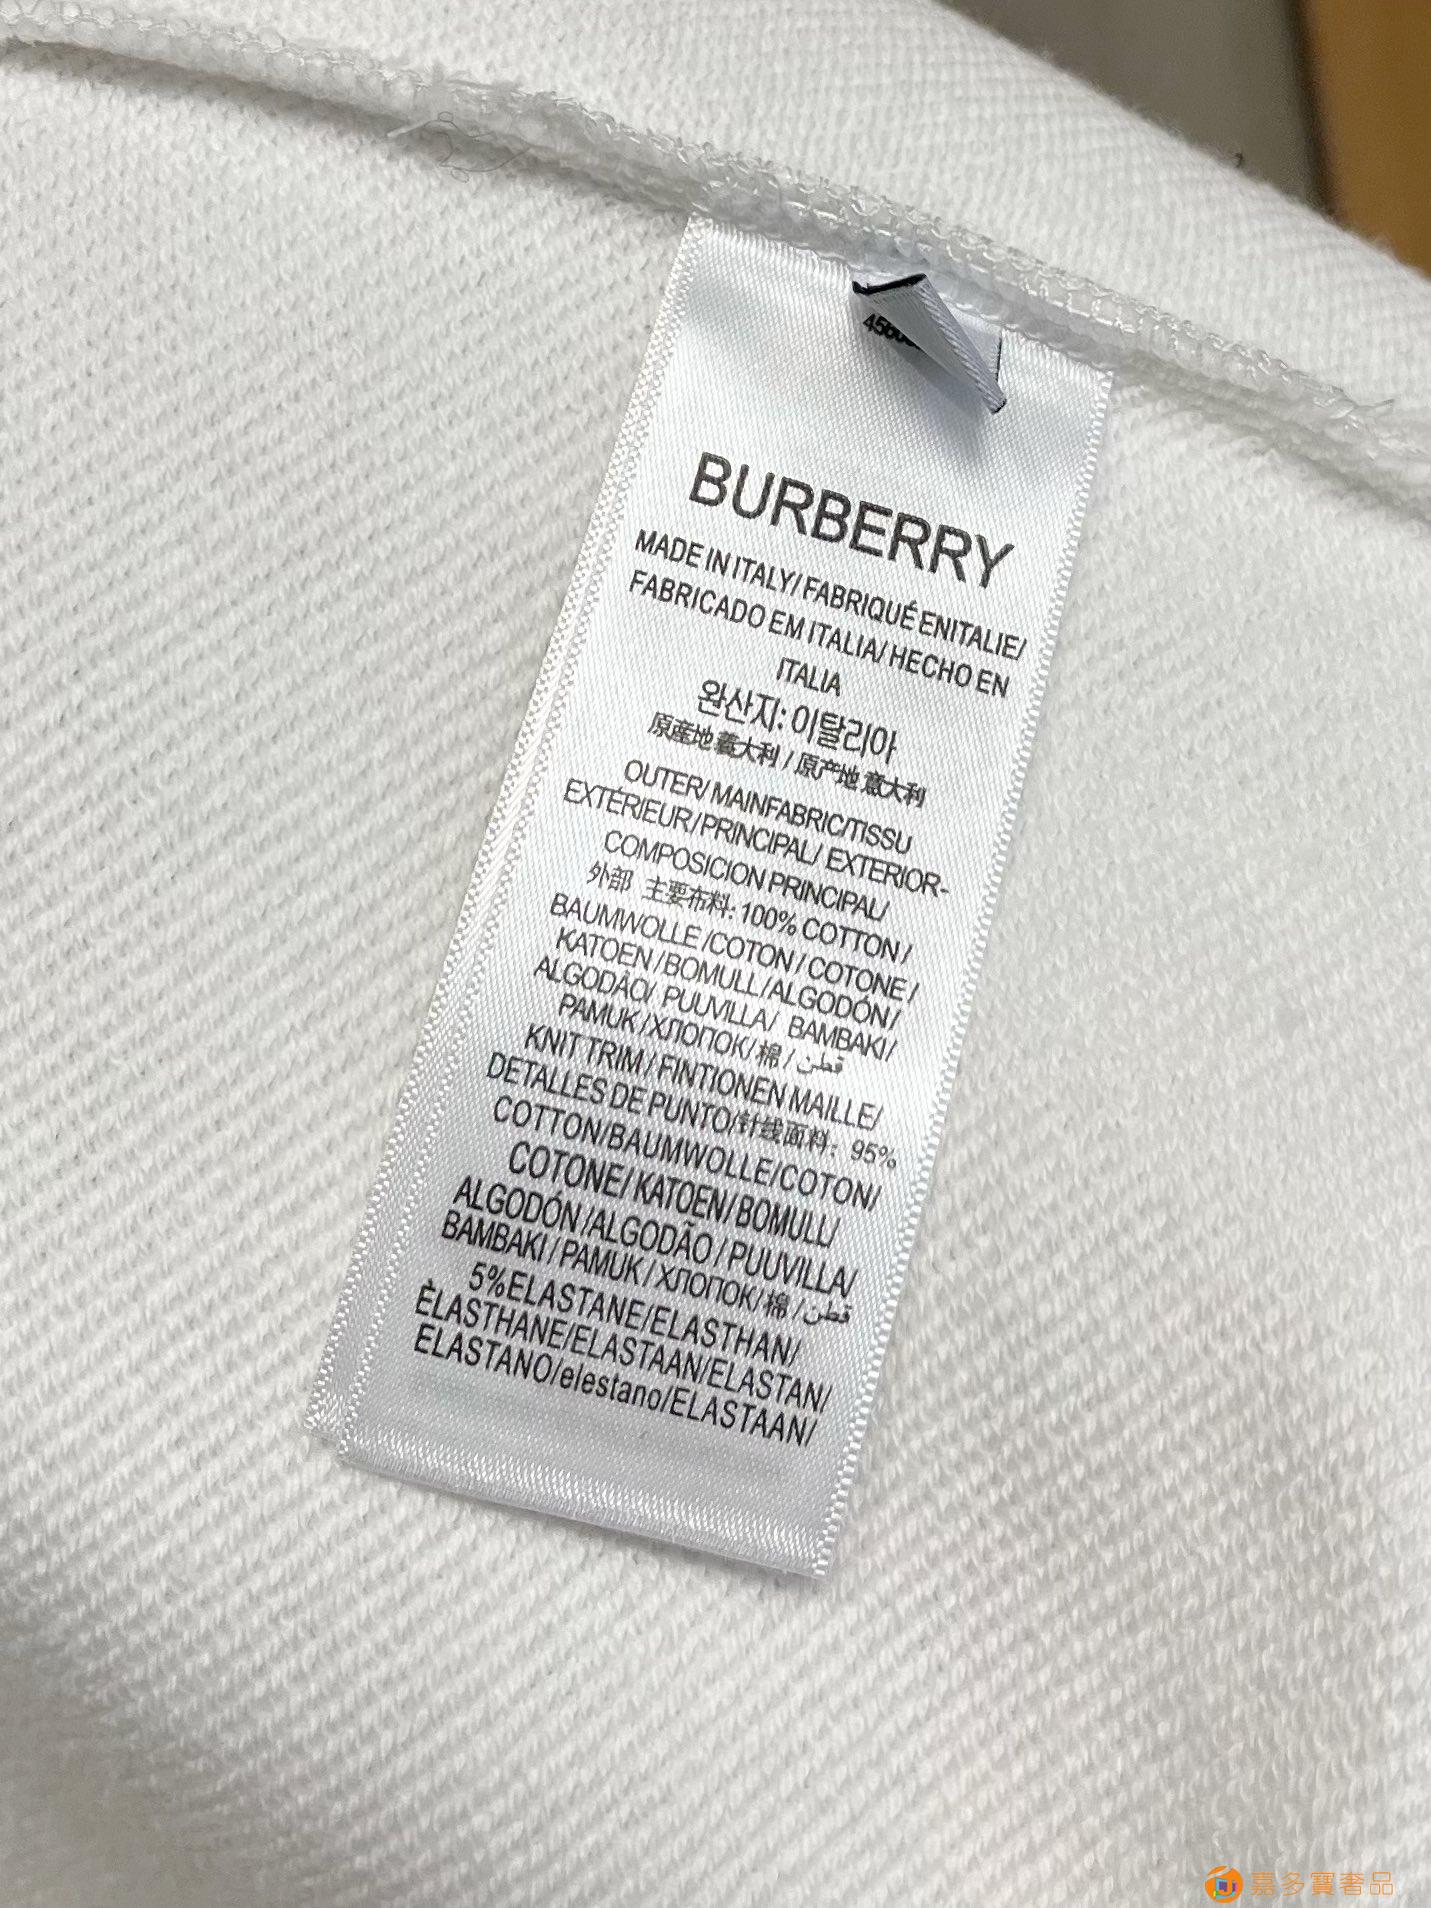 BURBERRY
MADE IN ITALY/ FABRIQUÉ ENITALIE/
FABRICADO EM ITALIA/ HECHO EN
ITALIA
완산지: 이탈리아
原産地 義大利 / 原产地 意大利
OUTER/ MAINFABRIC/TISSU
EXTÉRIEUR/PRINCIPAL/ EXTERIOR-
COMPOSICION PRINCIPAL/
外部 主要布料: 100% COTTON /
BAUMWOLLE /COTON / COTONE /
KATOEN /BOMULL/ALGODÓN/
ALGODÃO/ PUUVILLA/ BAMBAKI/
PAMUK /ХЛОПОК/ 棉 / قطن
KNIT TRIM / FINTIONEN MAILLE/
DETALLES DE PUNTO/针线面料: 95%
COTTON/BAUMWOLLE/COTON/
COTONE/ KATOEN/ BOMULL/
ALGODÓN /ALGODÃO / PUUVILLA/
BAMBAKI / PAMUK / ХЛОПОК/ 棉 / قطن
5%ELASTANE/ELASTHAN/
ÈLASTHANE/ELASTAAN/ELASTAN/
ELASTANO/elestano/ELASTAAN/
嘉多寶奢品